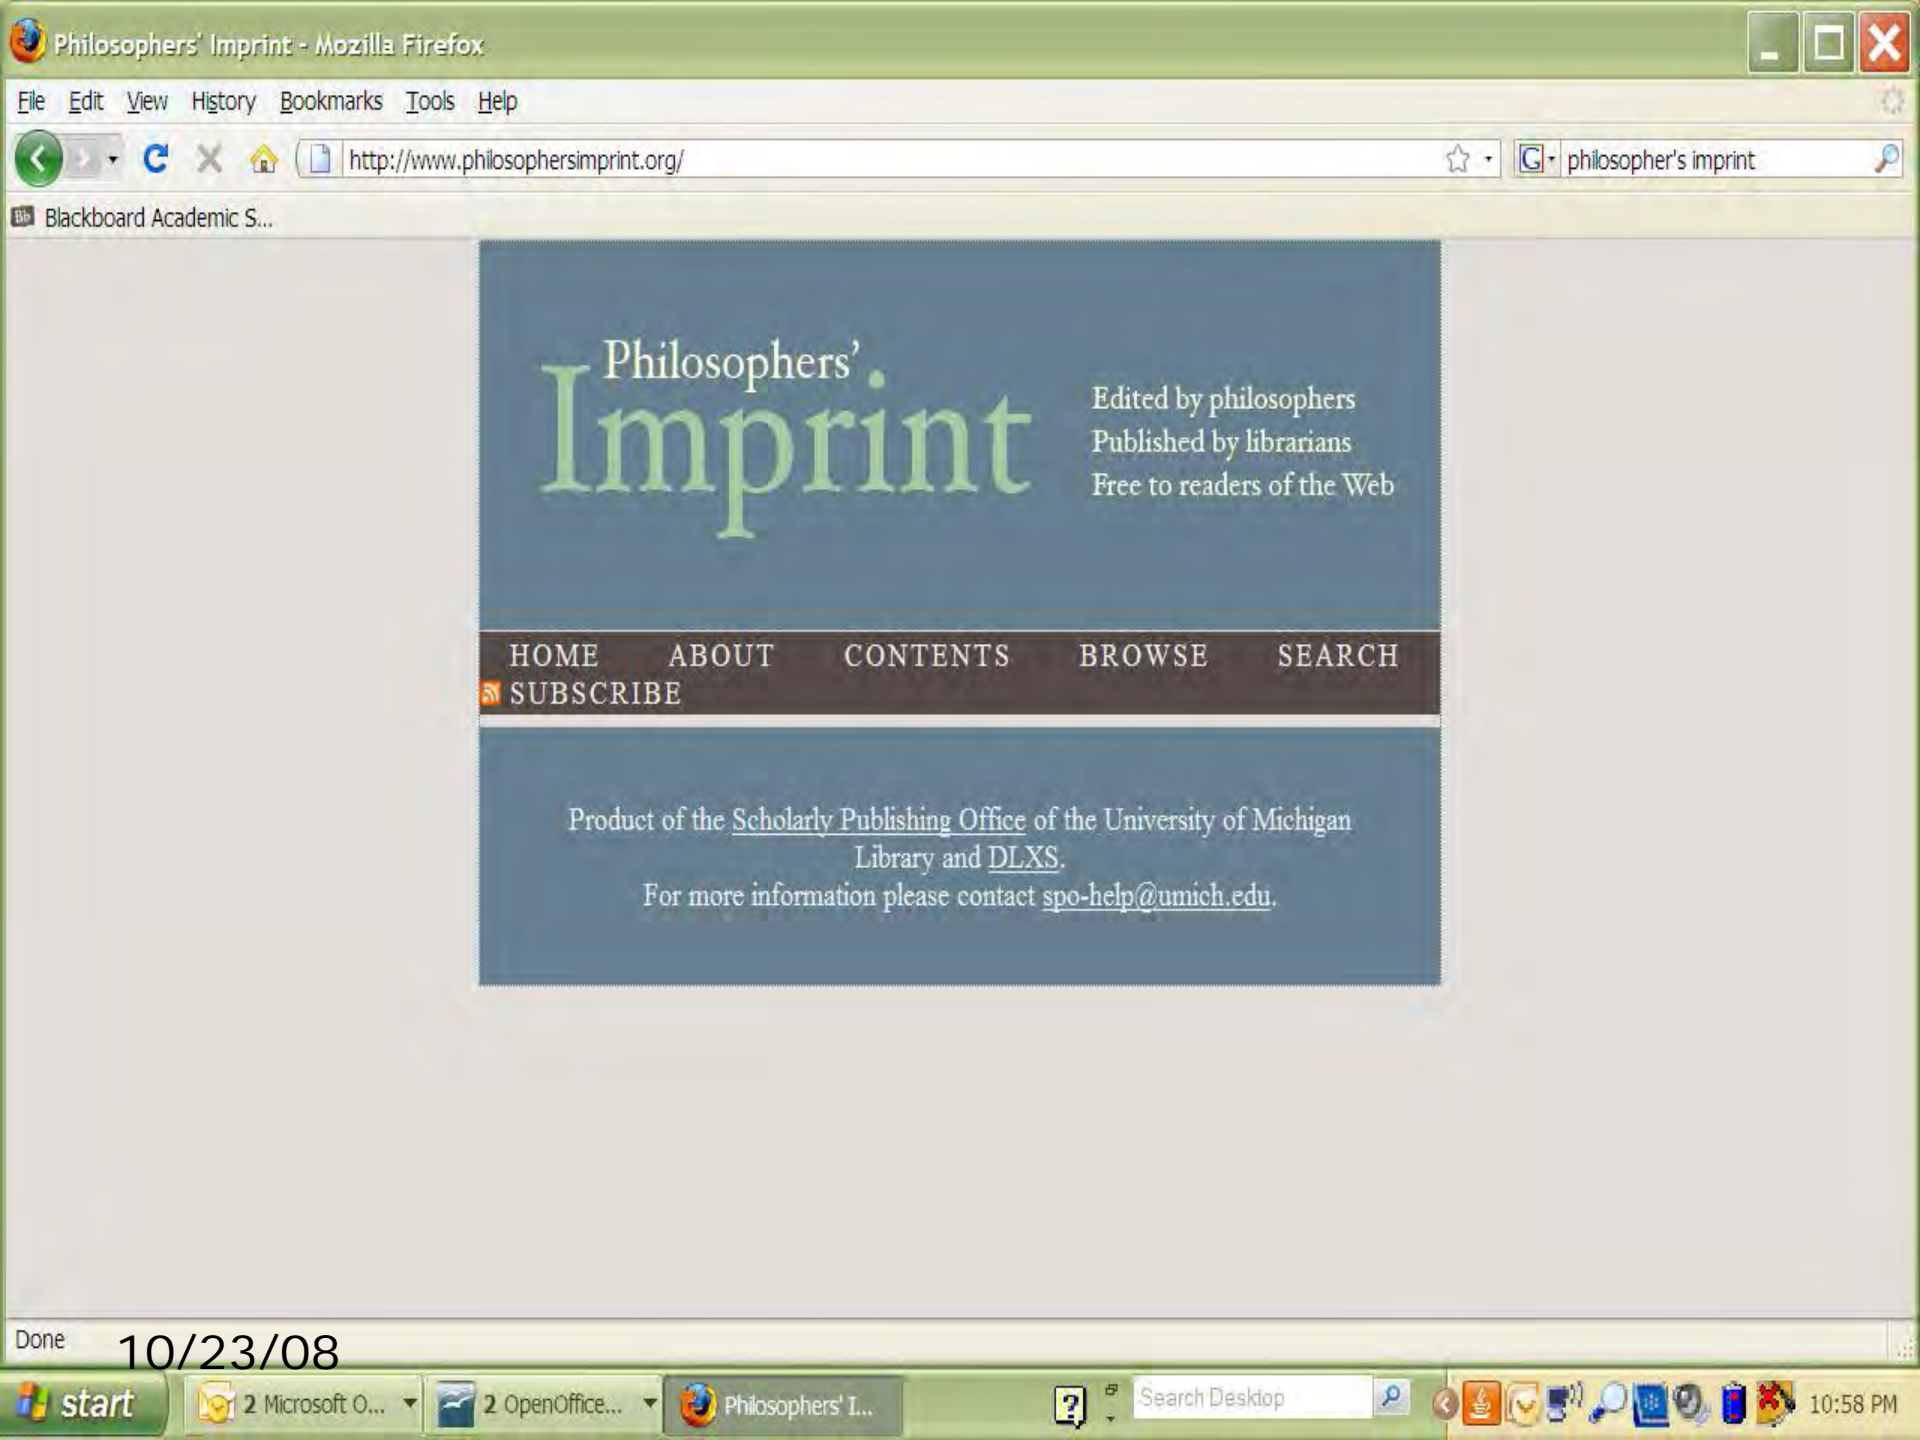 Philosophers' Imprint - Mozilla Firefox
File Edit View History Bookmarks Tools Help
http://www.philosophersimprint.org/
G
philosopher's imprint
Bb Blackboard Academic S...
Philosophers'
Imprint
Edited by philosophers
Published by librarians
Free to readers of the Web
HOME ABOUT CONTENTS BROWSE SEARCH
SUBSCRIBE
Product of the Scholarly Publishing Office of the University of Michigan
Library and DLXS.
For more information please contact spo-help@umich.edu.
Done
10/23/08
start 2 Microsoft O... 2 OpenOffice... Philosophers' I... Search Desktop 10:58 PM